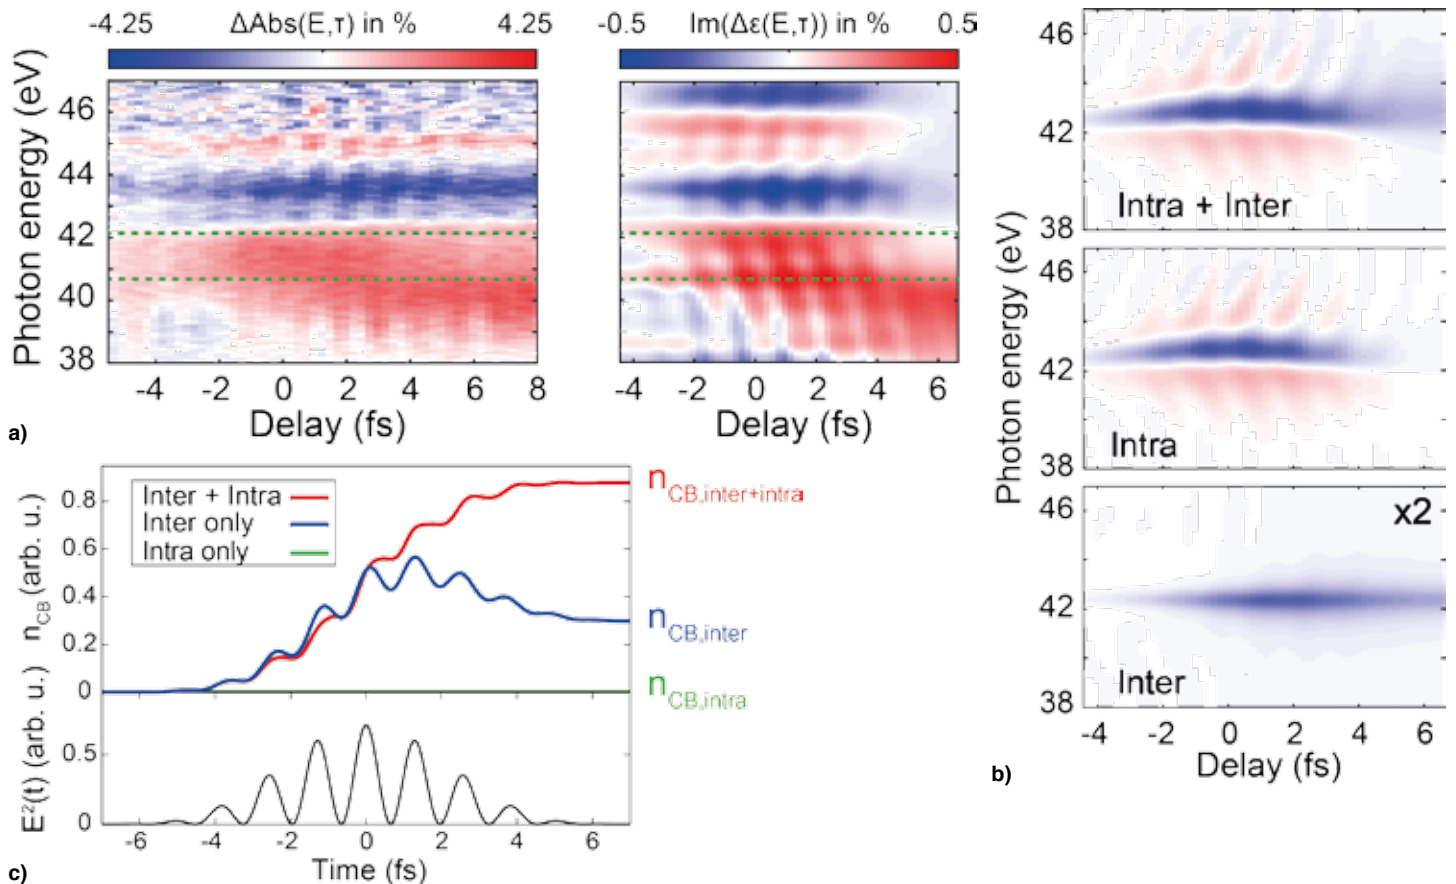 -4.25 ΔAbs(E,τ) in % 4.25
-0.5 Im(Δε(E,τ)) in % 0.5
Photon energy (eV)
46
44
42
40
38
-4 -2 0 2 4 6 8
Delay (fs)
-4 -2 0 2 4 6
Delay (fs)
a)
46
42
38
Intra + Inter
46
42
38
Intra
Photon energy (eV)
46
42
38
x2
Inter
-4 -2 0 2 4 6
Delay (fs)
b)
n_CB (arb. u.)
0.8
0.6
0.4
0.2
0
Inter + Intra
Inter only
Intra only
n_CB,inter+intra
n_CB,inter
n_CB,intra
E²(t) (arb. u.)
0.5
0
-6 -4 -2 0 2 4 6
Time (fs)
c)